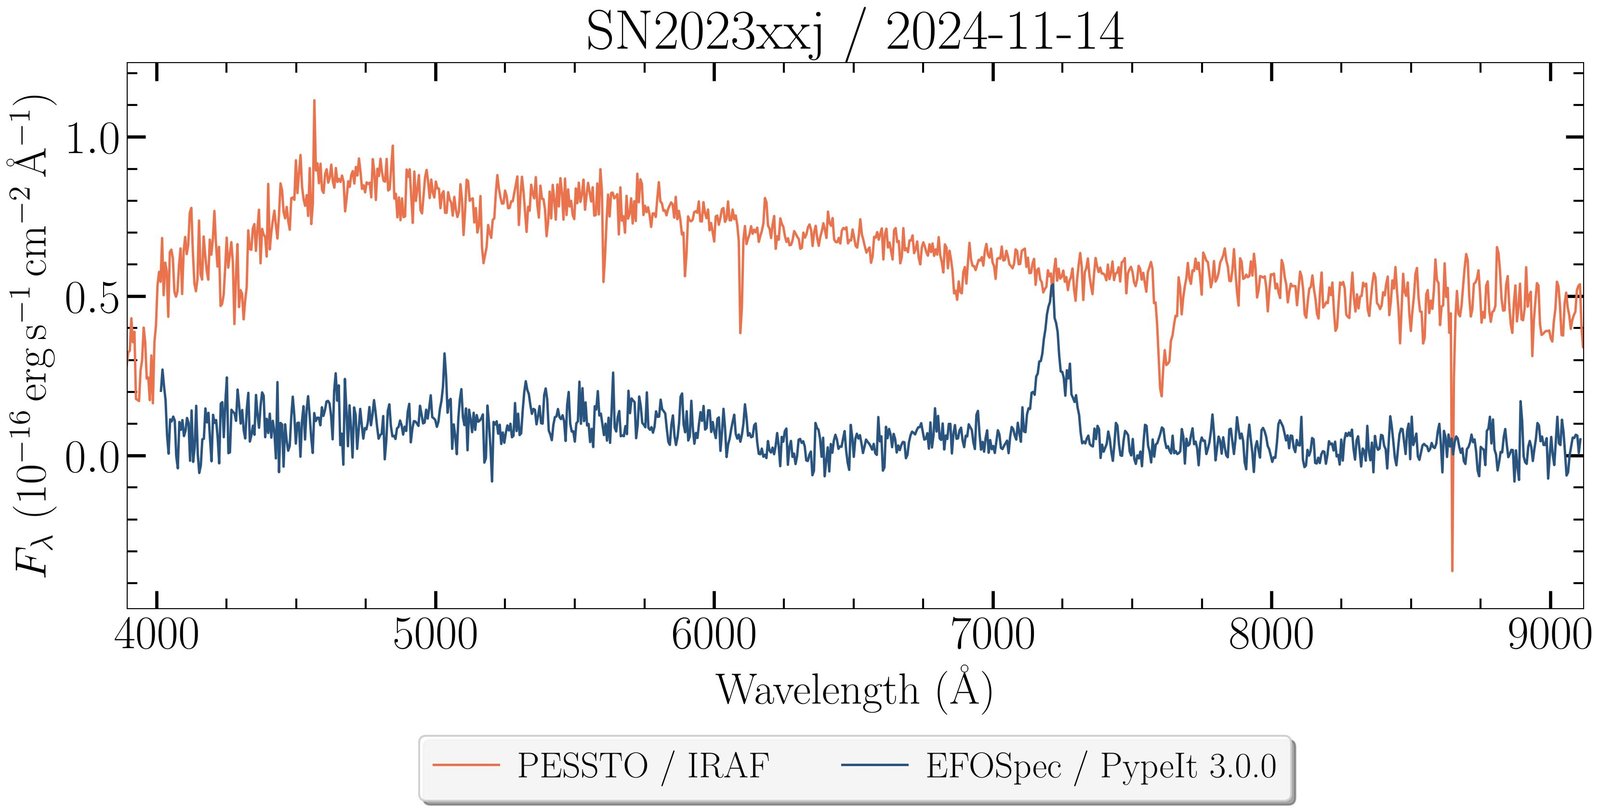 SN2023xxj / 2024-11-14
F_λ (10^−16 erg s^−1 cm^−2 Å^−1)
1.0
0.5
0.0
4000 5000 6000 7000 8000 9000
Wavelength (Å)
PESSTO / IRAF EFOSpec / PypeIt 3.0.0